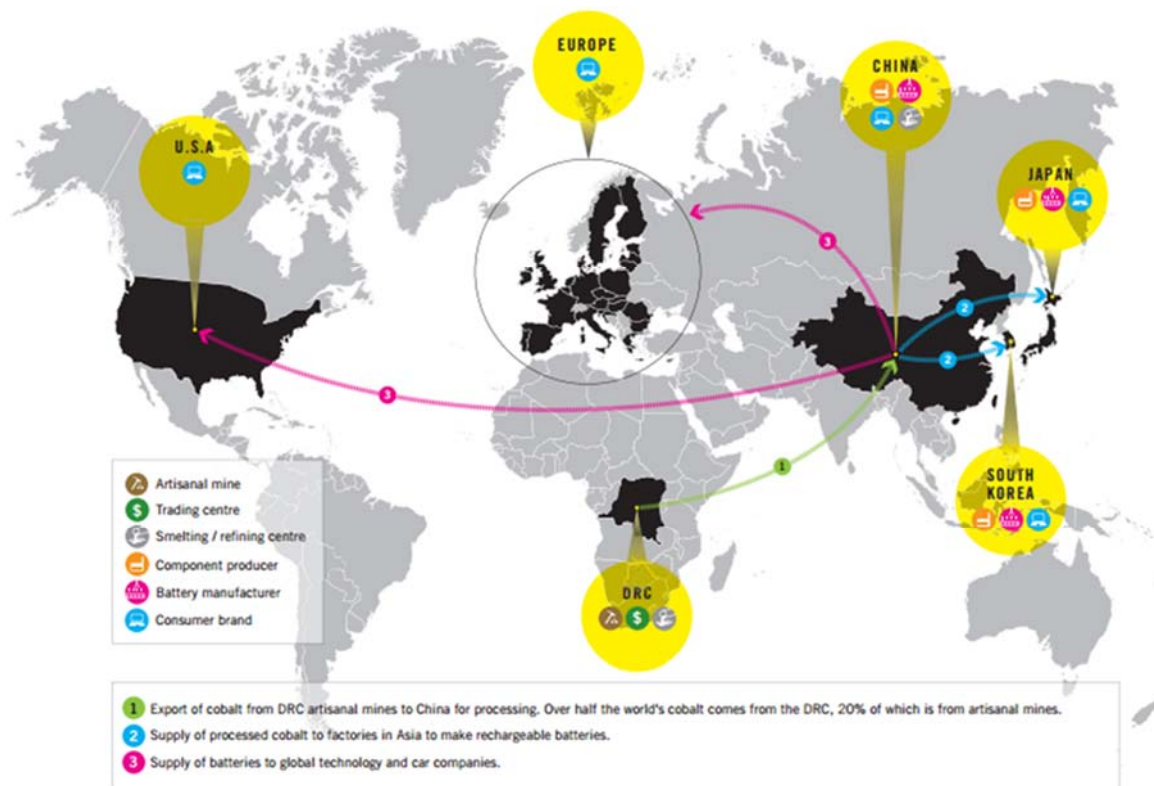 EUROPE
CHINA
U.S.A
JAPAN
3
2
2
3
1
SOUTH
KOREA
Artisanal mine
$ Trading centre
Smelting / refining centre
Component producer
Battery manufacturer
Consumer brand
DRC
$
1 Export of cobalt from DRC artisanal mines to China for processing. Over half the world's cobalt comes from the DRC, 20% of which is from artisanal mines.
2 Supply of processed cobalt to factories in Asia to make rechargeable batteries.
3 Supply of batteries to global technology and car companies.